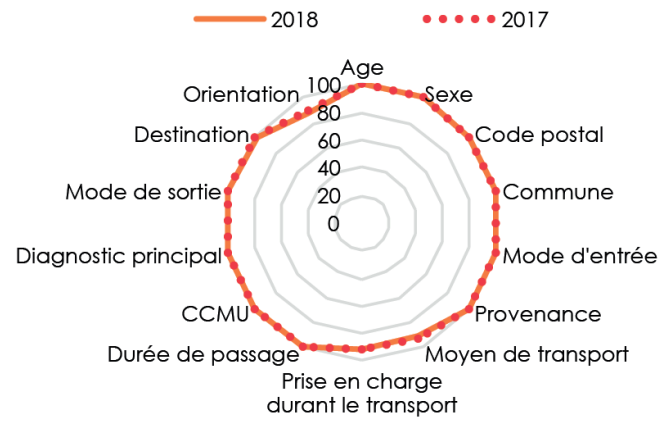 2018
2017
Age
100
80
60
40
20
0
Sexe
Code postal
Commune
Mode d'entrée
Provenance
Moyen de transport
Prise en charge
durant le transport
Durée de passage
CCMU
Diagnostic principal
Mode de sortie
Destination
Orientation